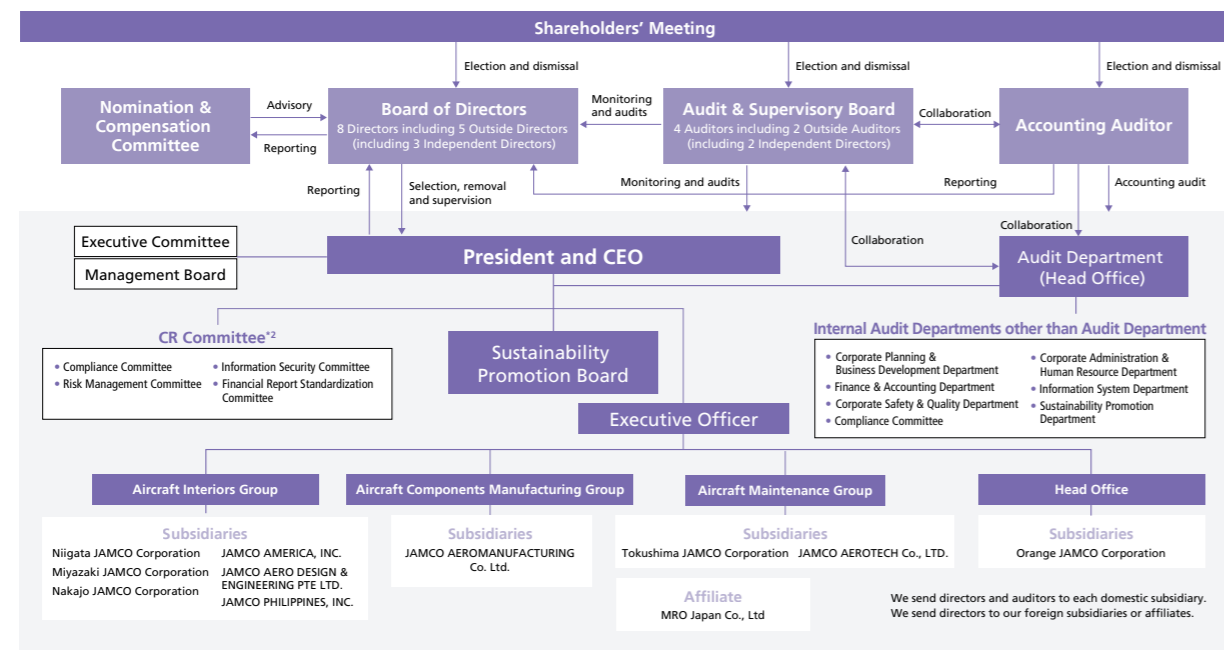 Shareholders' Meeting
Election and dismissal
Election and dismissal
Election and dismissal
Nomination &
Compensation
Committee
Advisory
Reporting
Board of Directors
8 Directors including 5 Outside Directors
(including 3 Independent Directors)
Monitoring
and audits
Audit & Supervisory Board
4 Auditors including 2 Outside Auditors
(including 2 Independent Directors)
Collaboration
Accounting Auditor
Reporting
Selection, removal
and supervision
Monitoring and audits
Reporting
Accounting audit
Collaboration
Collaboration
Executive Committee
Management Board
President and CEO
Audit Department
(Head Office)
CR Committee*2
• Compliance Committee
• Risk Management Committee
• Information Security Committee
• Financial Report Standardization
Committee
Sustainability
Promotion Board
Internal Audit Departments other than Audit Department
• Corporate Planning &
Business Development Department
• Finance & Accounting Department
• Corporate Safety & Quality Department
• Compliance Committee
• Corporate Administration &
Human Resource Department
• Information System Department
• Sustainability Promotion
Department
Executive Officer
Aircraft Interiors Group
Subsidiaries
Niigata JAMCO Corporation
Miyazaki JAMCO Corporation
Nakajo JAMCO Corporation
JAMCO AMERICA, INC.
JAMCO AERO DESIGN &
ENGINEERING PTE LTD.
JAMCO PHILIPPINES, INC.
Aircraft Components Manufacturing Group
Subsidiaries
JAMCO AEROMANUFACTURING
Co. Ltd.
Aircraft Maintenance Group
Subsidiaries
Tokushima JAMCO Corporation
JAMCO AEROTECH Co., LTD.
Affiliate
MRO Japan Co., Ltd
Head Office
Subsidiaries
Orange JAMCO Corporation
We send directors and auditors to each domestic subsidiary.
We send directors to our foreign subsidiaries or affiliates.